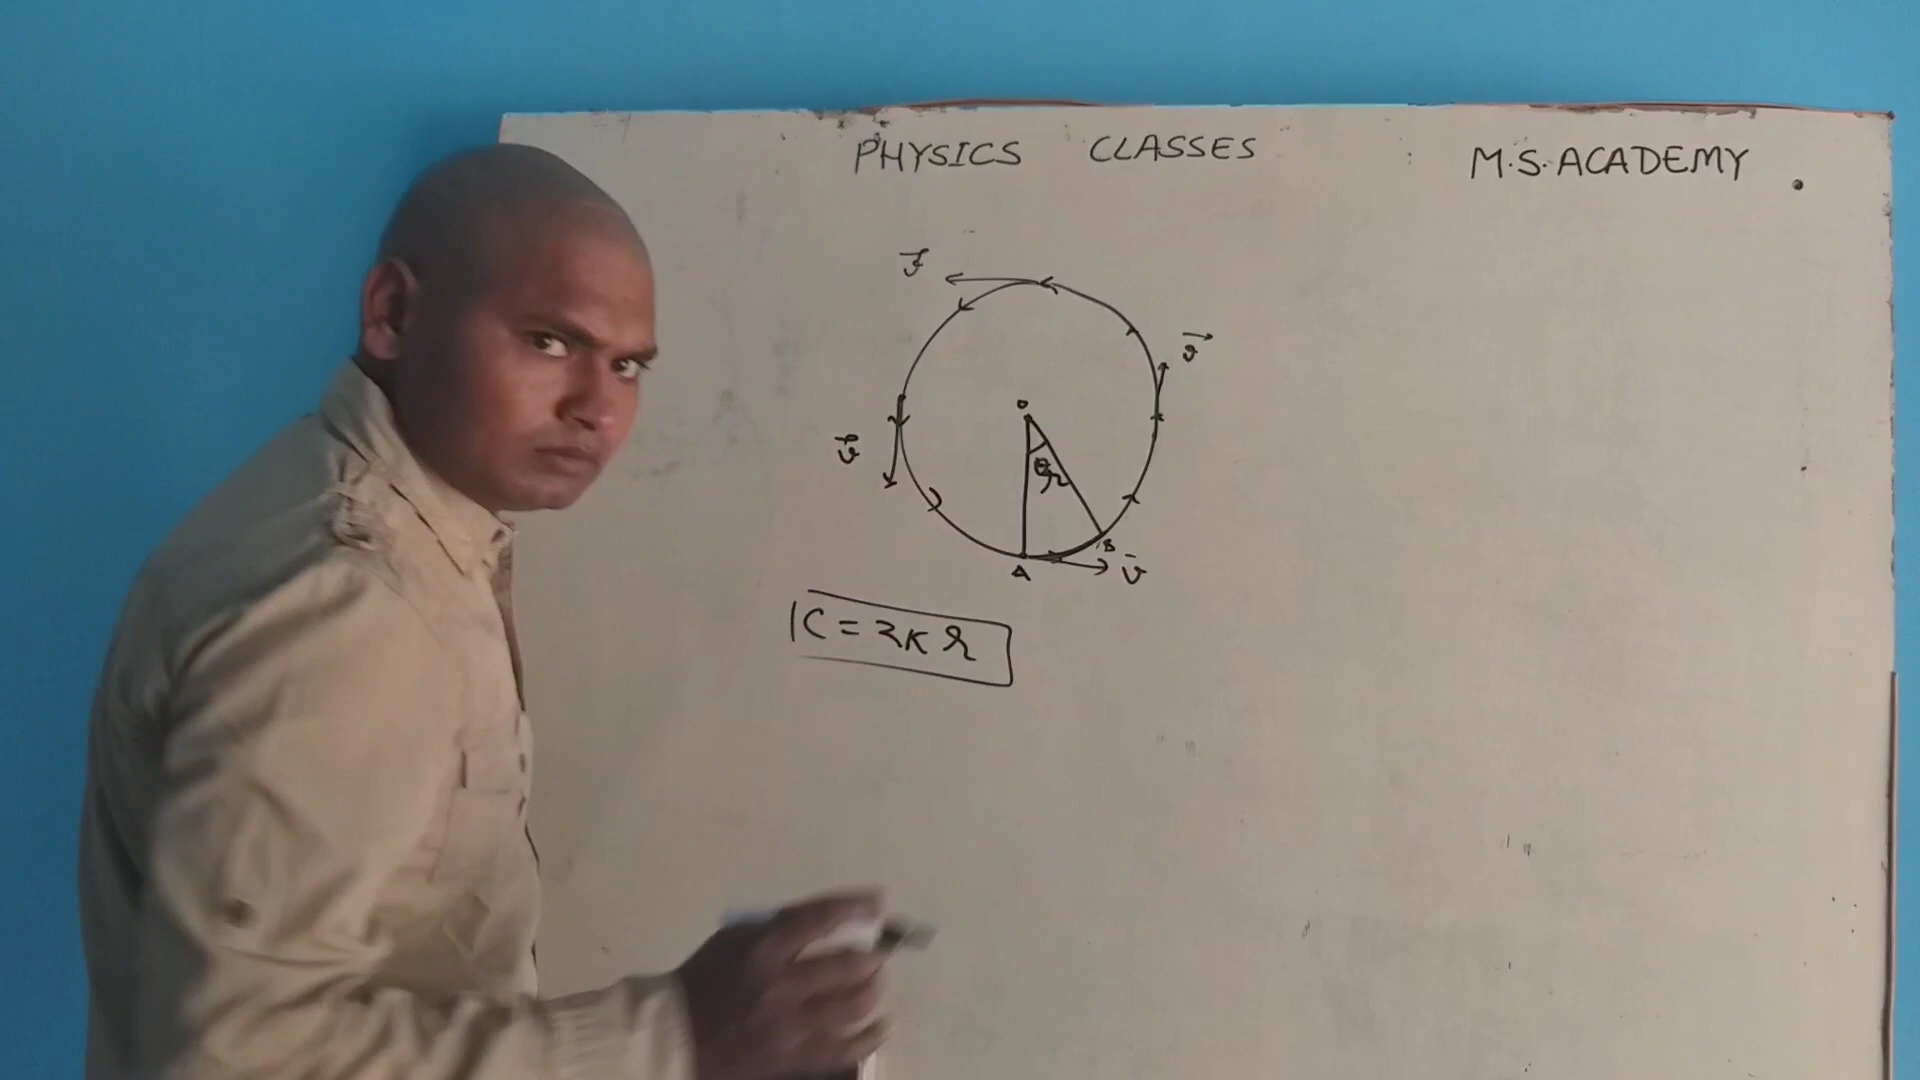 PHYSICS CLASSES : M.S. ACADEMY .
v
v
O
v
θ r
B
A v
C = 2π r